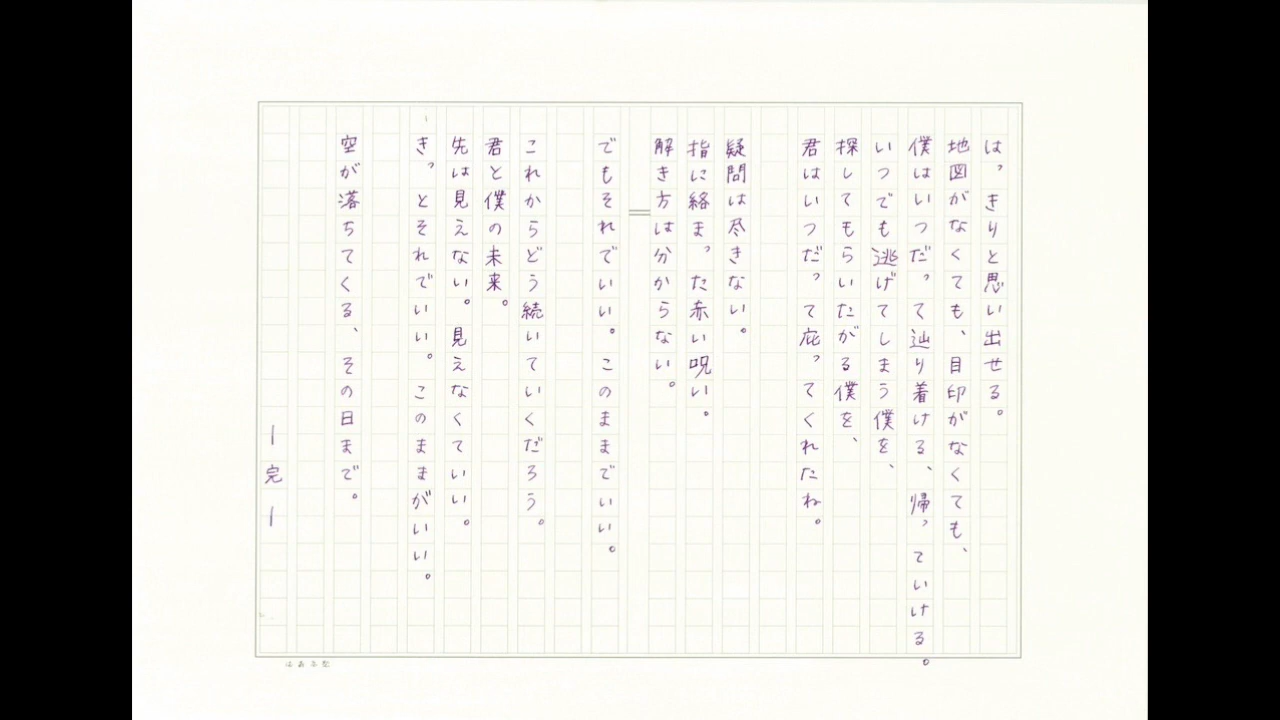 はっきりと思い出せる。
地図がなくても、目印がなくても、
僕はいつだって辿り着ける、帰っていける。
いつでも逃げてしまう僕を、
探してもらいたがる僕を、
君はいつだって庇ってくれたね。
疑問は尽きない。
指に絡まった赤い呪い。
解き方は分からない。
でもそれでいい。このままでいい。
これからどう続いていくだろう。
君と僕の未来。
先は見えない。見えなくていい。
きっとそれでいい。このままがいい。
空が落ちてくる、その日まで。
ー完ー